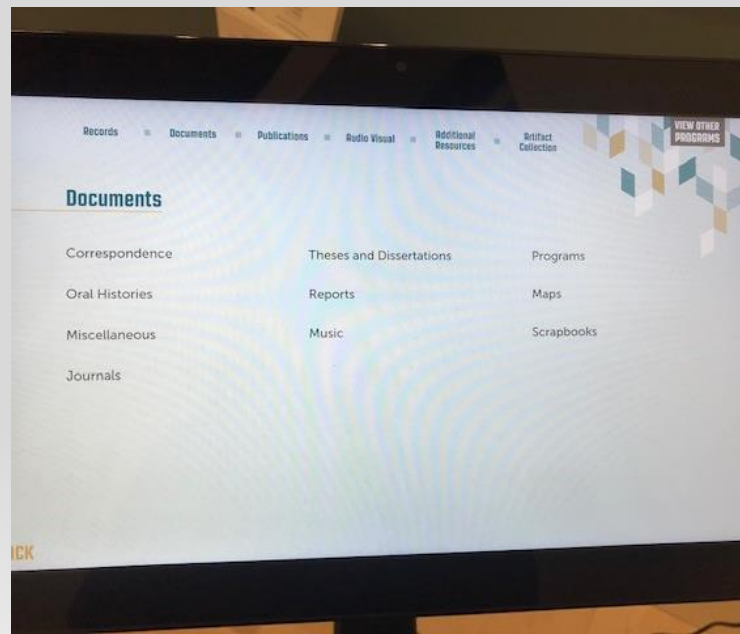 Records Documents Publications Audio Visual Additional Resources Artifact Collection
VIEW OTHER
PROGRAMS
Documents
Correspondence Theses and Dissertations Programs
Oral Histories Reports Maps
Miscellaneous Music Scrapbooks
Journals